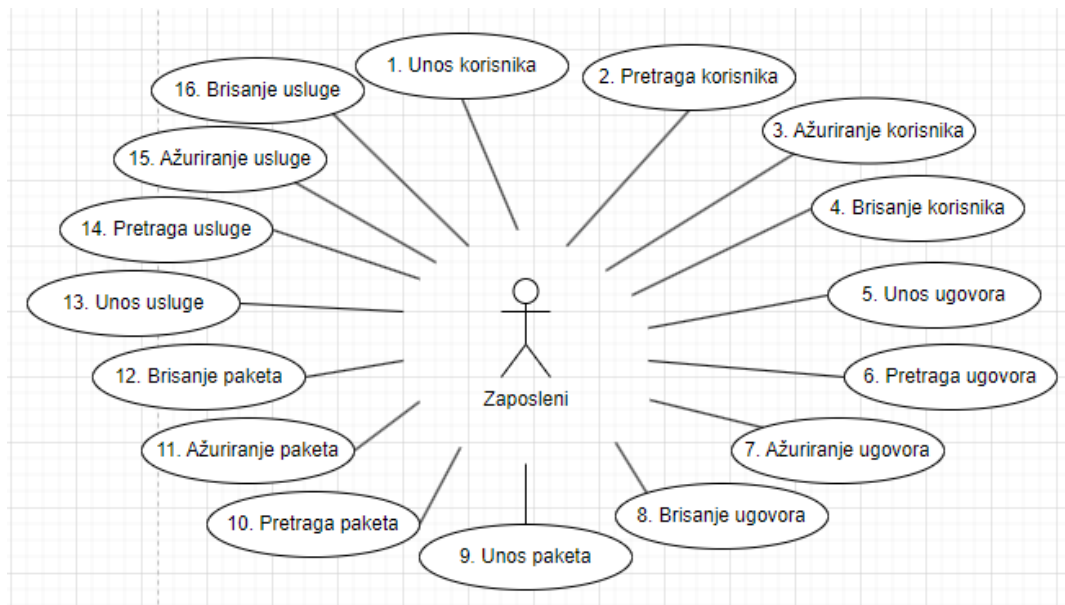 1. Unos korisnika
2. Pretraga korisnika
3. Ažuriranje korisnika
4. Brisanje korisnika
5. Unos ugovora
6. Pretraga ugovora
7. Ažuriranje ugovora
8. Brisanje ugovora
9. Unos paketa
10. Pretraga paketa
11. Ažuriranje paketa
12. Brisanje paketa
13. Unos usluge
14. Pretraga usluge
15. Ažuriranje usluge
16. Brisanje usluge
Zaposleni